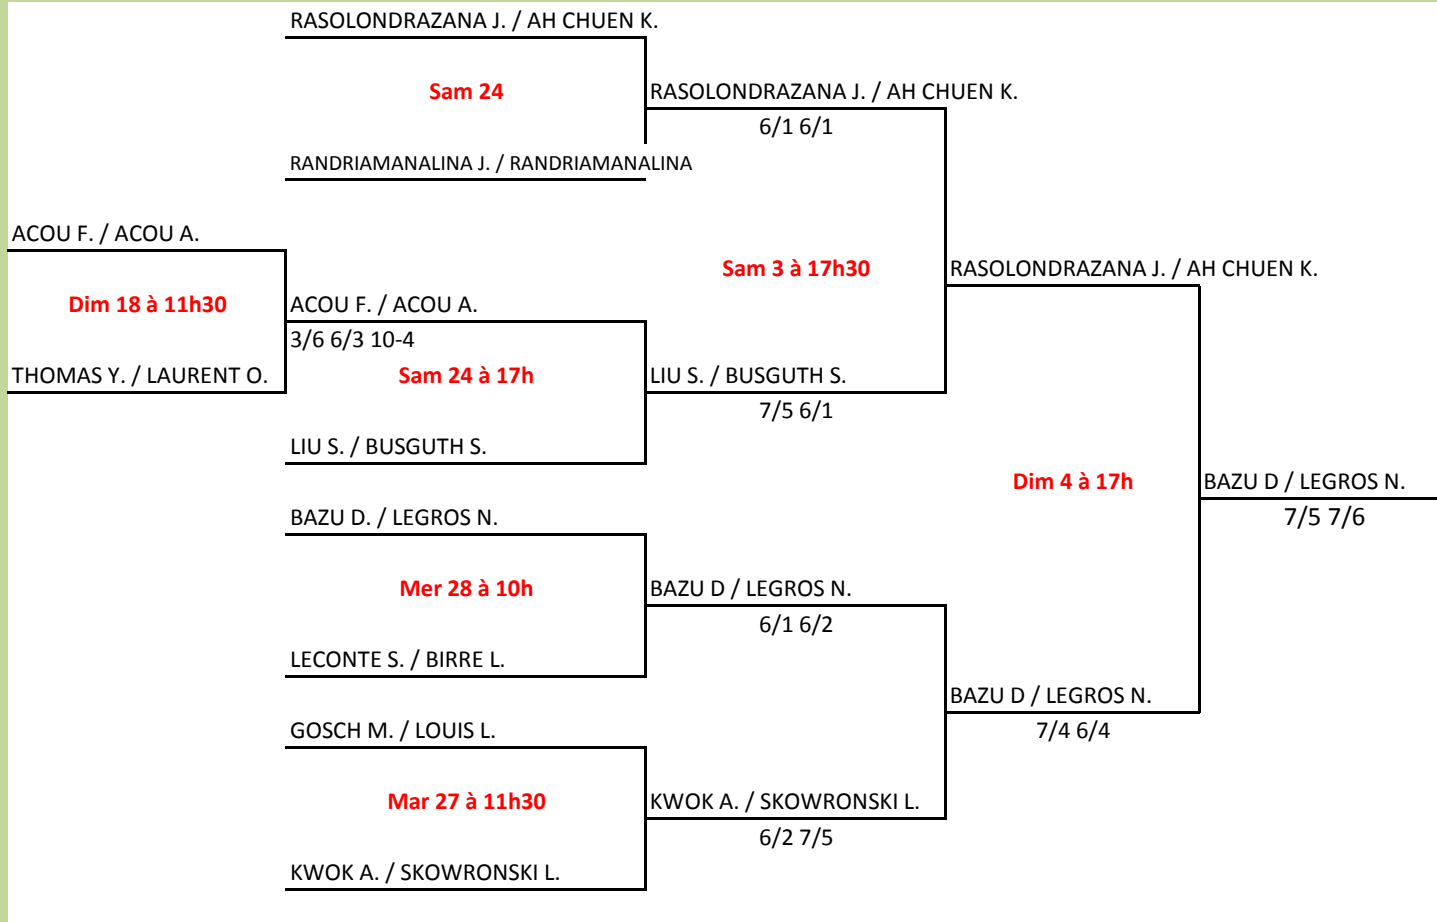 RASOLONDRAZANA J. / AH CHUEN K.
Sam 24
RASOLONDRAZANA J. / AH CHUEN K.
6/1 6/1
RANDRIAMANALINA J. / RANDRIAMANALINA
ACOU F. / ACOU A.
Sam 3 à 17h30
RASOLONDRAZANA J. / AH CHUEN K.
Dim 18 à 11h30
ACOU F. / ACOU A.
3/6 6/3 10-4
THOMAS Y. / LAURENT O.
Sam 24 à 17h
LIU S. / BUSGUTH S.
7/5 6/1
LIU S. / BUSGUTH S.
Dim 4 à 17h
BAZU D / LEGROS N.
7/5 7/6
BAZU D. / LEGROS N.
Mer 28 à 10h
BAZU D / LEGROS N.
6/1 6/2
LECONTE S. / BIRRE L.
BAZU D / LEGROS N.
7/4 6/4
GOSCH M. / LOUIS L.
Mar 27 à 11h30
KWOK A. / SKOWRONSKI L.
6/2 7/5
KWOK A. / SKOWRONSKI L.